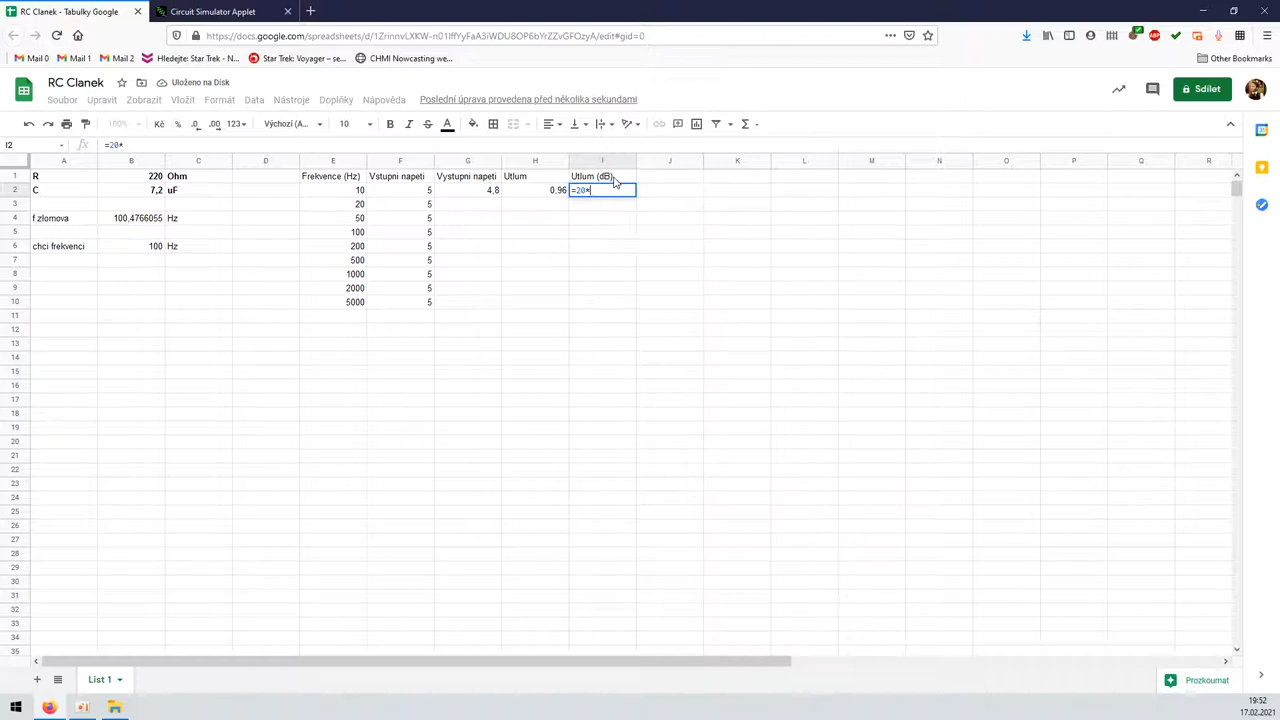 RC Clanek - Tabulky Google
Circuit Simulator Applet
https://docs.google.com/spreadsheets/d/1ZrinnvLXKW-n01IffYyFaA3iWDU8OP6bYrZZvGFOzyA/edit#gid=0
Mail 0
Mail 1
Mail 2
Hledejte: Star Trek - N...
Star Trek: Voyager – se...
CHMI Nowcasting we...
Other Bookmarks
RC Clanek
Uloženo na Disk
Soubor Upravit Zobrazit Vložit Formát Data Nástroje Doplňky Nápověda Poslední úprava provedena před několika sekundami
Sdílet
100% Kč % .0 .00 123 Výchozí (A... 10 B I S A Σ
I2 fx =20*
A B C D E F G H I J K L M N O P Q R
1 R 220 Ohm Frekvence (Hz) Vstupni napeti Vystupni napeti Utlum Utlum (dB)
2 C 7,2 uF 10 5 4,8 0,96 =20*
3 20 5
4 f zlomova 100,4766055 Hz 50 5
5 100 5
6 chci frekvenci 100 Hz 200 5
7 500 5
8 1000 5
9 2000 5
10 5000 5
11
12
13
14
15
16
17
18
19
20
21
22
23
24
25
26
27
28
29
30
31
32
33
34
35
List 1
Prozkoumat
19:52
17.02.2021